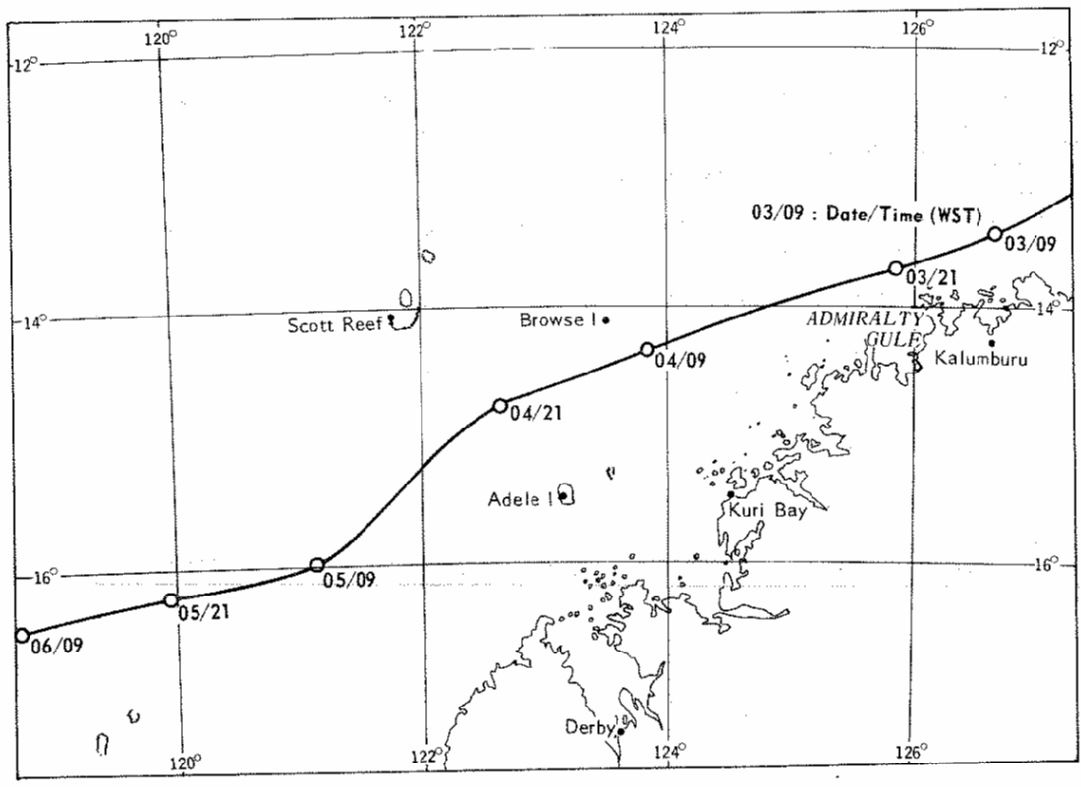 120°
122°
124°
126°
12°
12°
03/09 : Date/Time (WST)
03/09
03/21
14°
Scott Reef
Browse I
ADMIRALTY
GULF
14°
04/09
Kalumburu
04/21
Adele I
Kuri Bay
16°
05/09
16°
05/21
06/09
Derby
120°
122°
124°
126°